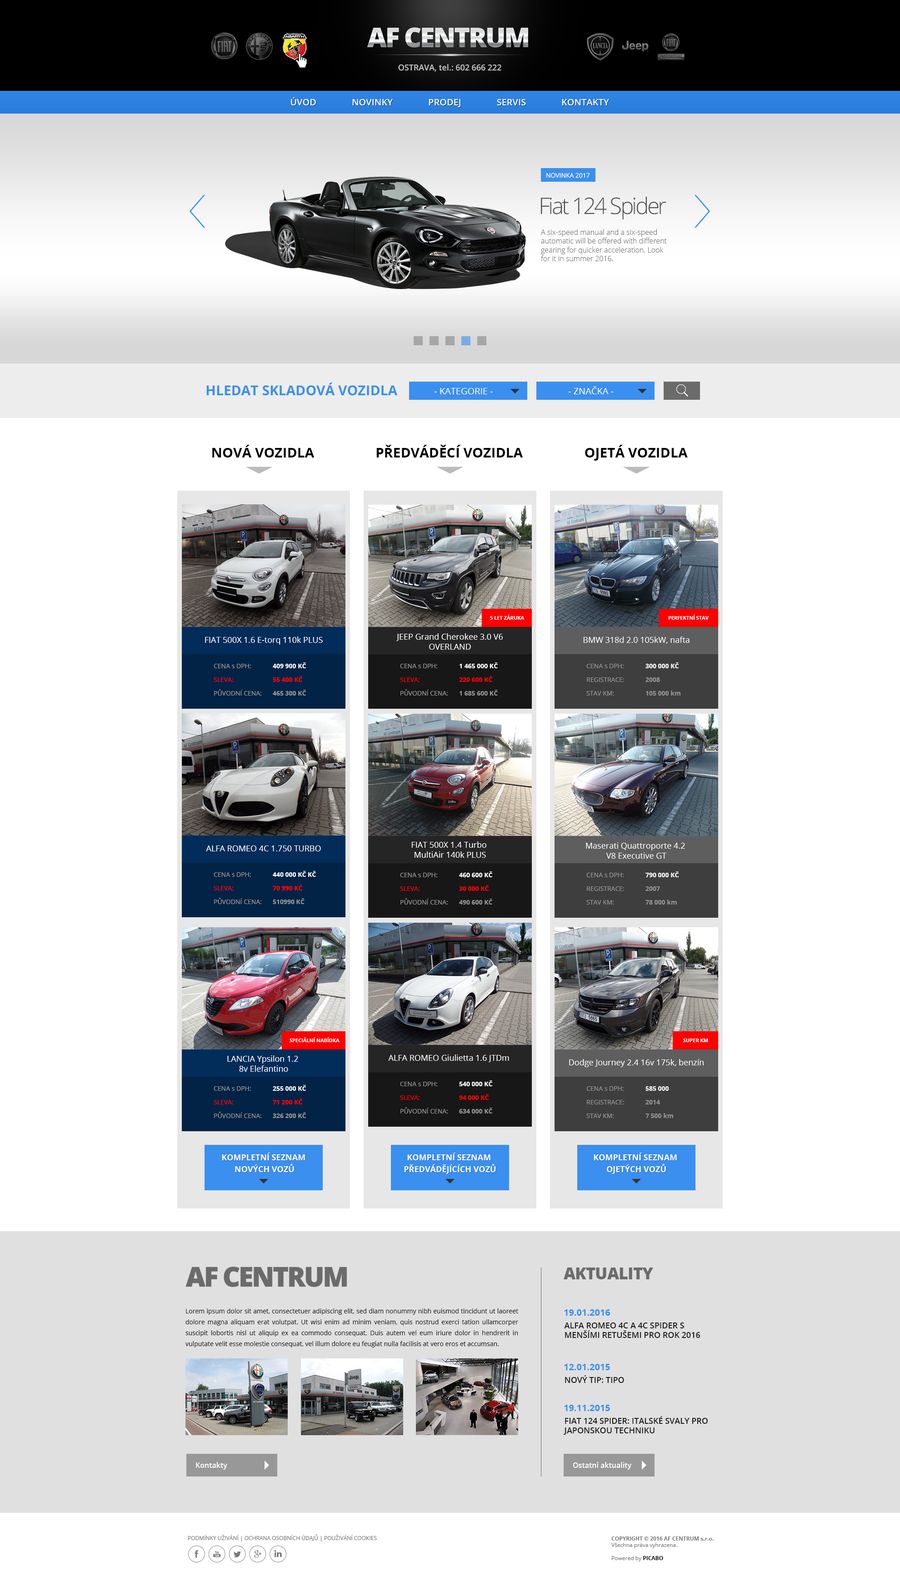 FIAT
LANCIA
Jeep
AF CENTRUM
OSTRAVA, tel.: 602 666 222
ÚVOD
NOVINKY
PRODEJ
SERVIS
KONTAKTY
NOVINKA 2017
Fiat 124 Spider
A six-speed manual and a six-speed
automatic will be offered with different
gearing for quicker acceleration. Look
for it in summer 2016.
HLEDAT SKLADOVÁ VOZIDLA
- KATEGORIE -
- ZNAČKA -
NOVÁ VOZIDLA
FIAT 500X 1.6 E-torq 110k PLUS
CENA s DPH: 409 900 KČ
SLEVA: 55 400 KČ
PŮVODNÍ CENA: 465 300 KČ
ALFA ROMEO 4C 1.750 TURBO
CENA s DPH: 440 000 KČ KČ
SLEVA: 70 990 KČ
PŮVODNÍ CENA: 510990 KČ
SPECIÁLNÍ NABÍDKA
LANCIA Ypsilon 1.2
8v Elefantino
CENA s DPH: 255 000 KČ
SLEVA: 71 200 KČ
PŮVODNÍ CENA: 326 200 KČ
KOMPLETNÍ SEZNAM
NOVÝCH VOZŮ
PŘEDVÁDĚCÍ VOZIDLA
5 LET ZÁRUKA
JEEP Grand Cherokee 3.0 V6
OVERLAND
CENA s DPH: 1 465 000 KČ
SLEVA: 220 600 KČ
PŮVODNÍ CENA: 1 685 600 KČ
FIAT 500X 1.4 Turbo
MultiAir 140k PLUS
CENA s DPH: 460 600 KČ
SLEVA: 30 000 KČ
PŮVODNÍ CENA: 490 600 KČ
ALFA ROMEO Giulietta 1.6 JTDm
CENA s DPH: 540 000 KČ
SLEVA: 94 000 KČ
PŮVODNÍ CENA: 634 000 KČ
KOMPLETNÍ SEZNAM
PŘEDVÁDĚJÍCÍCH VOZŮ
OJETÁ VOZIDLA
PERFEKTNÍ STAV
BMW 318d 2.0 105kW, nafta
CENA s DPH: 300 000 KČ
REGISTRACE: 2008
STAV KM: 105 000 km
Maserati Quattroporte 4.2
V8 Executive GT
CENA s DPH: 790 000 KČ
REGISTRACE: 2007
STAV KM: 78 000 km
SUPER KM
Dodge Journey 2.4 16v 175k, benzín
CENA s DPH: 585 000
REGISTRACE: 2014
STAV KM: 7 500 km
KOMPLETNÍ SEZNAM
OJETÝCH VOZŮ
AF CENTRUM
Lorem ipsum dolor sit amet, consectetuer adipiscing elit, sed diam nonummy nibh euismod tincidunt ut laoreet
dolore magna aliquam erat volutpat. Ut wisi enim ad minim veniam, quis nostrud exerci tation ullamcorper
suscipit lobortis nisl ut aliquip ex ea commodo consequat. Duis autem vel eum iriure dolor in hendrerit in
vulputate velit esse molestie consequat, vel illum dolore eu feugiat nulla facilisis at vero eros et accumsan.
Kontakty
AKTUALITY
19.01.2016
ALFA ROMEO 4C A 4C SPIDER S
MENŠÍMI RETUŠEMI PRO ROK 2016
12.01.2015
NOVÝ TIP: TIPO
19.11.2015
FIAT 124 SPIDER: ITALSKÉ SVALY PRO
JAPONSKOU TECHNIKU
Ostatní aktuality
PODMÍNKY UŽÍVÁNÍ | OCHRANA OSOBNÍCH ÚDAJŮ | POUŽÍVÁNÍ COOKIES
COPYRIGHT © 2016 AF CENTRUM s.r.o.
Všechna práva vyhrazena.
Powered by PICABO